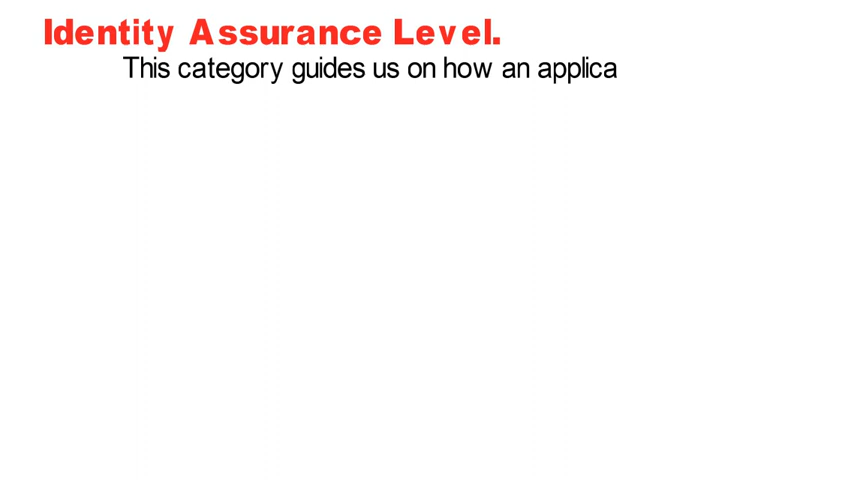 Identity Assurance Level.
This category guides us on how an applica